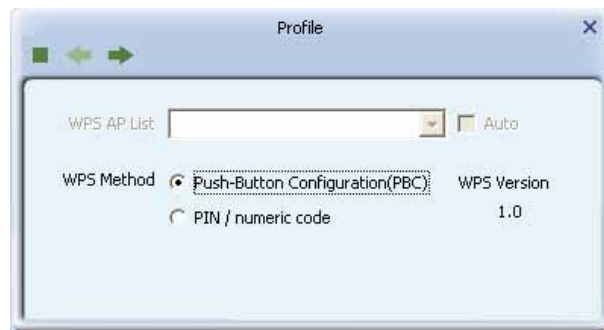 Profile
WPS AP List Auto
WPS Method Push-Button Configuration(PBC) WPS Version
PIN / numeric code 1.0